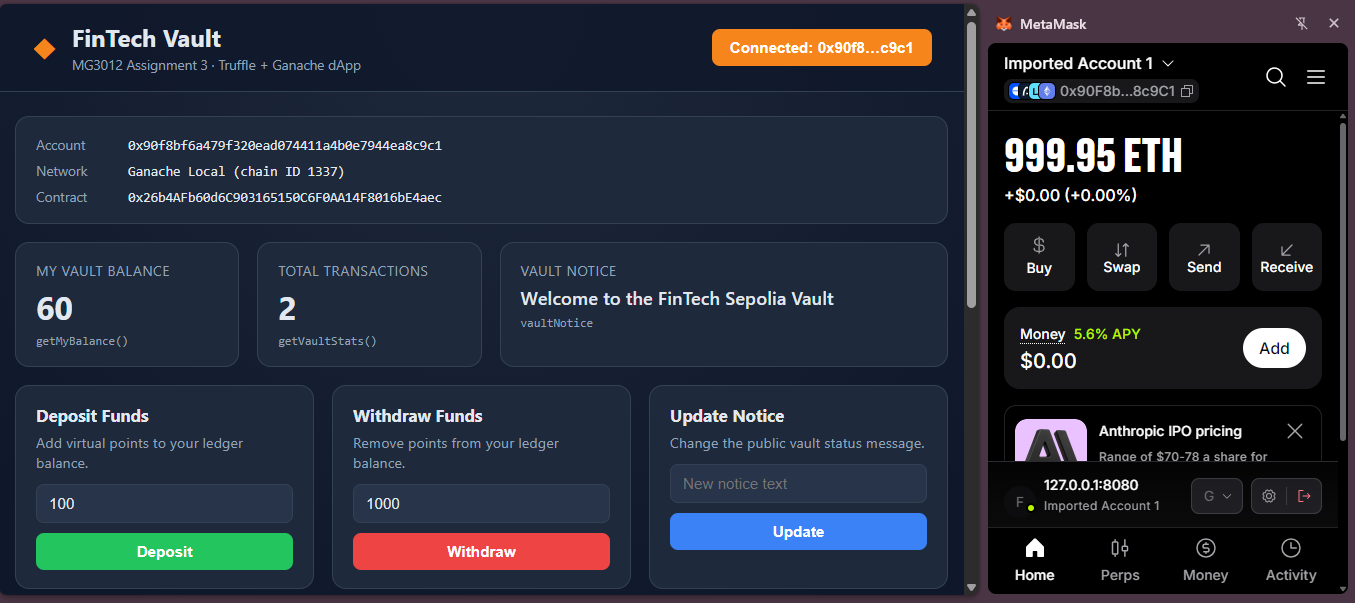 FinTech Vault
MG3012 Assignment 3 · Truffle + Ganache dApp
Connected: 0x90f8…c9c1
Account 0x90f8bf6a479f320ead074411a4b0e7944ea8c9c1
Network Ganache Local (chain ID 1337)
Contract 0x26b4AFb60d6C903165150C6F0AA14F8016bE4aec
MY VAULT BALANCE
60
getMyBalance()
TOTAL TRANSACTIONS
2
getVaultStats()
VAULT NOTICE
Welcome to the FinTech Sepolia Vault
vaultNotice
Deposit Funds
Add virtual points to your ledger
balance.
100
Deposit
Withdraw Funds
Remove points from your ledger
balance.
1000
Withdraw
Update Notice
Change the public vault status message.
New notice text
Update
MetaMask
Imported Account 1
0x90F8b...8c9C1
999.95 ETH
+$0.00 (+0.00%)
Buy
Swap
Send
Receive
Money 5.6% APY
$0.00
Add
Anthropic IPO pricing
Range of $70-78 a share for
F
127.0.0.1:8080
Imported Account 1
G
Home
Perps
Money
Activity